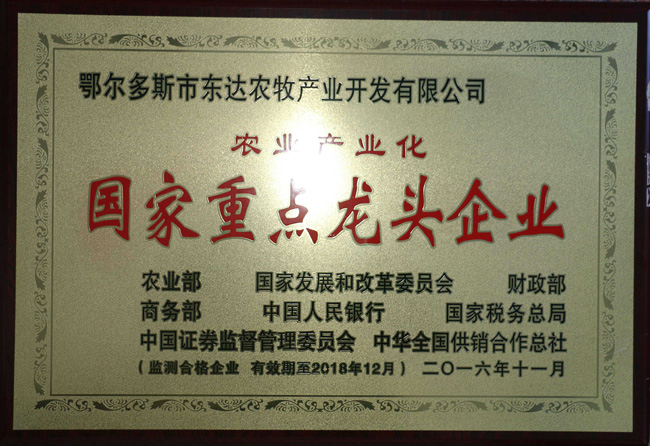 鄂尔多斯市东达农牧产业开发有限公司
农业产业化
国家重点龙头企业
农业部 国家发展和改革委员会 财政部
商务部 中国人民银行 国家税务总局
中国证券监督管理委员会 中华全国供销合作总社
(监测合格企业 有效期至2018年12月) 二〇一六年十一月